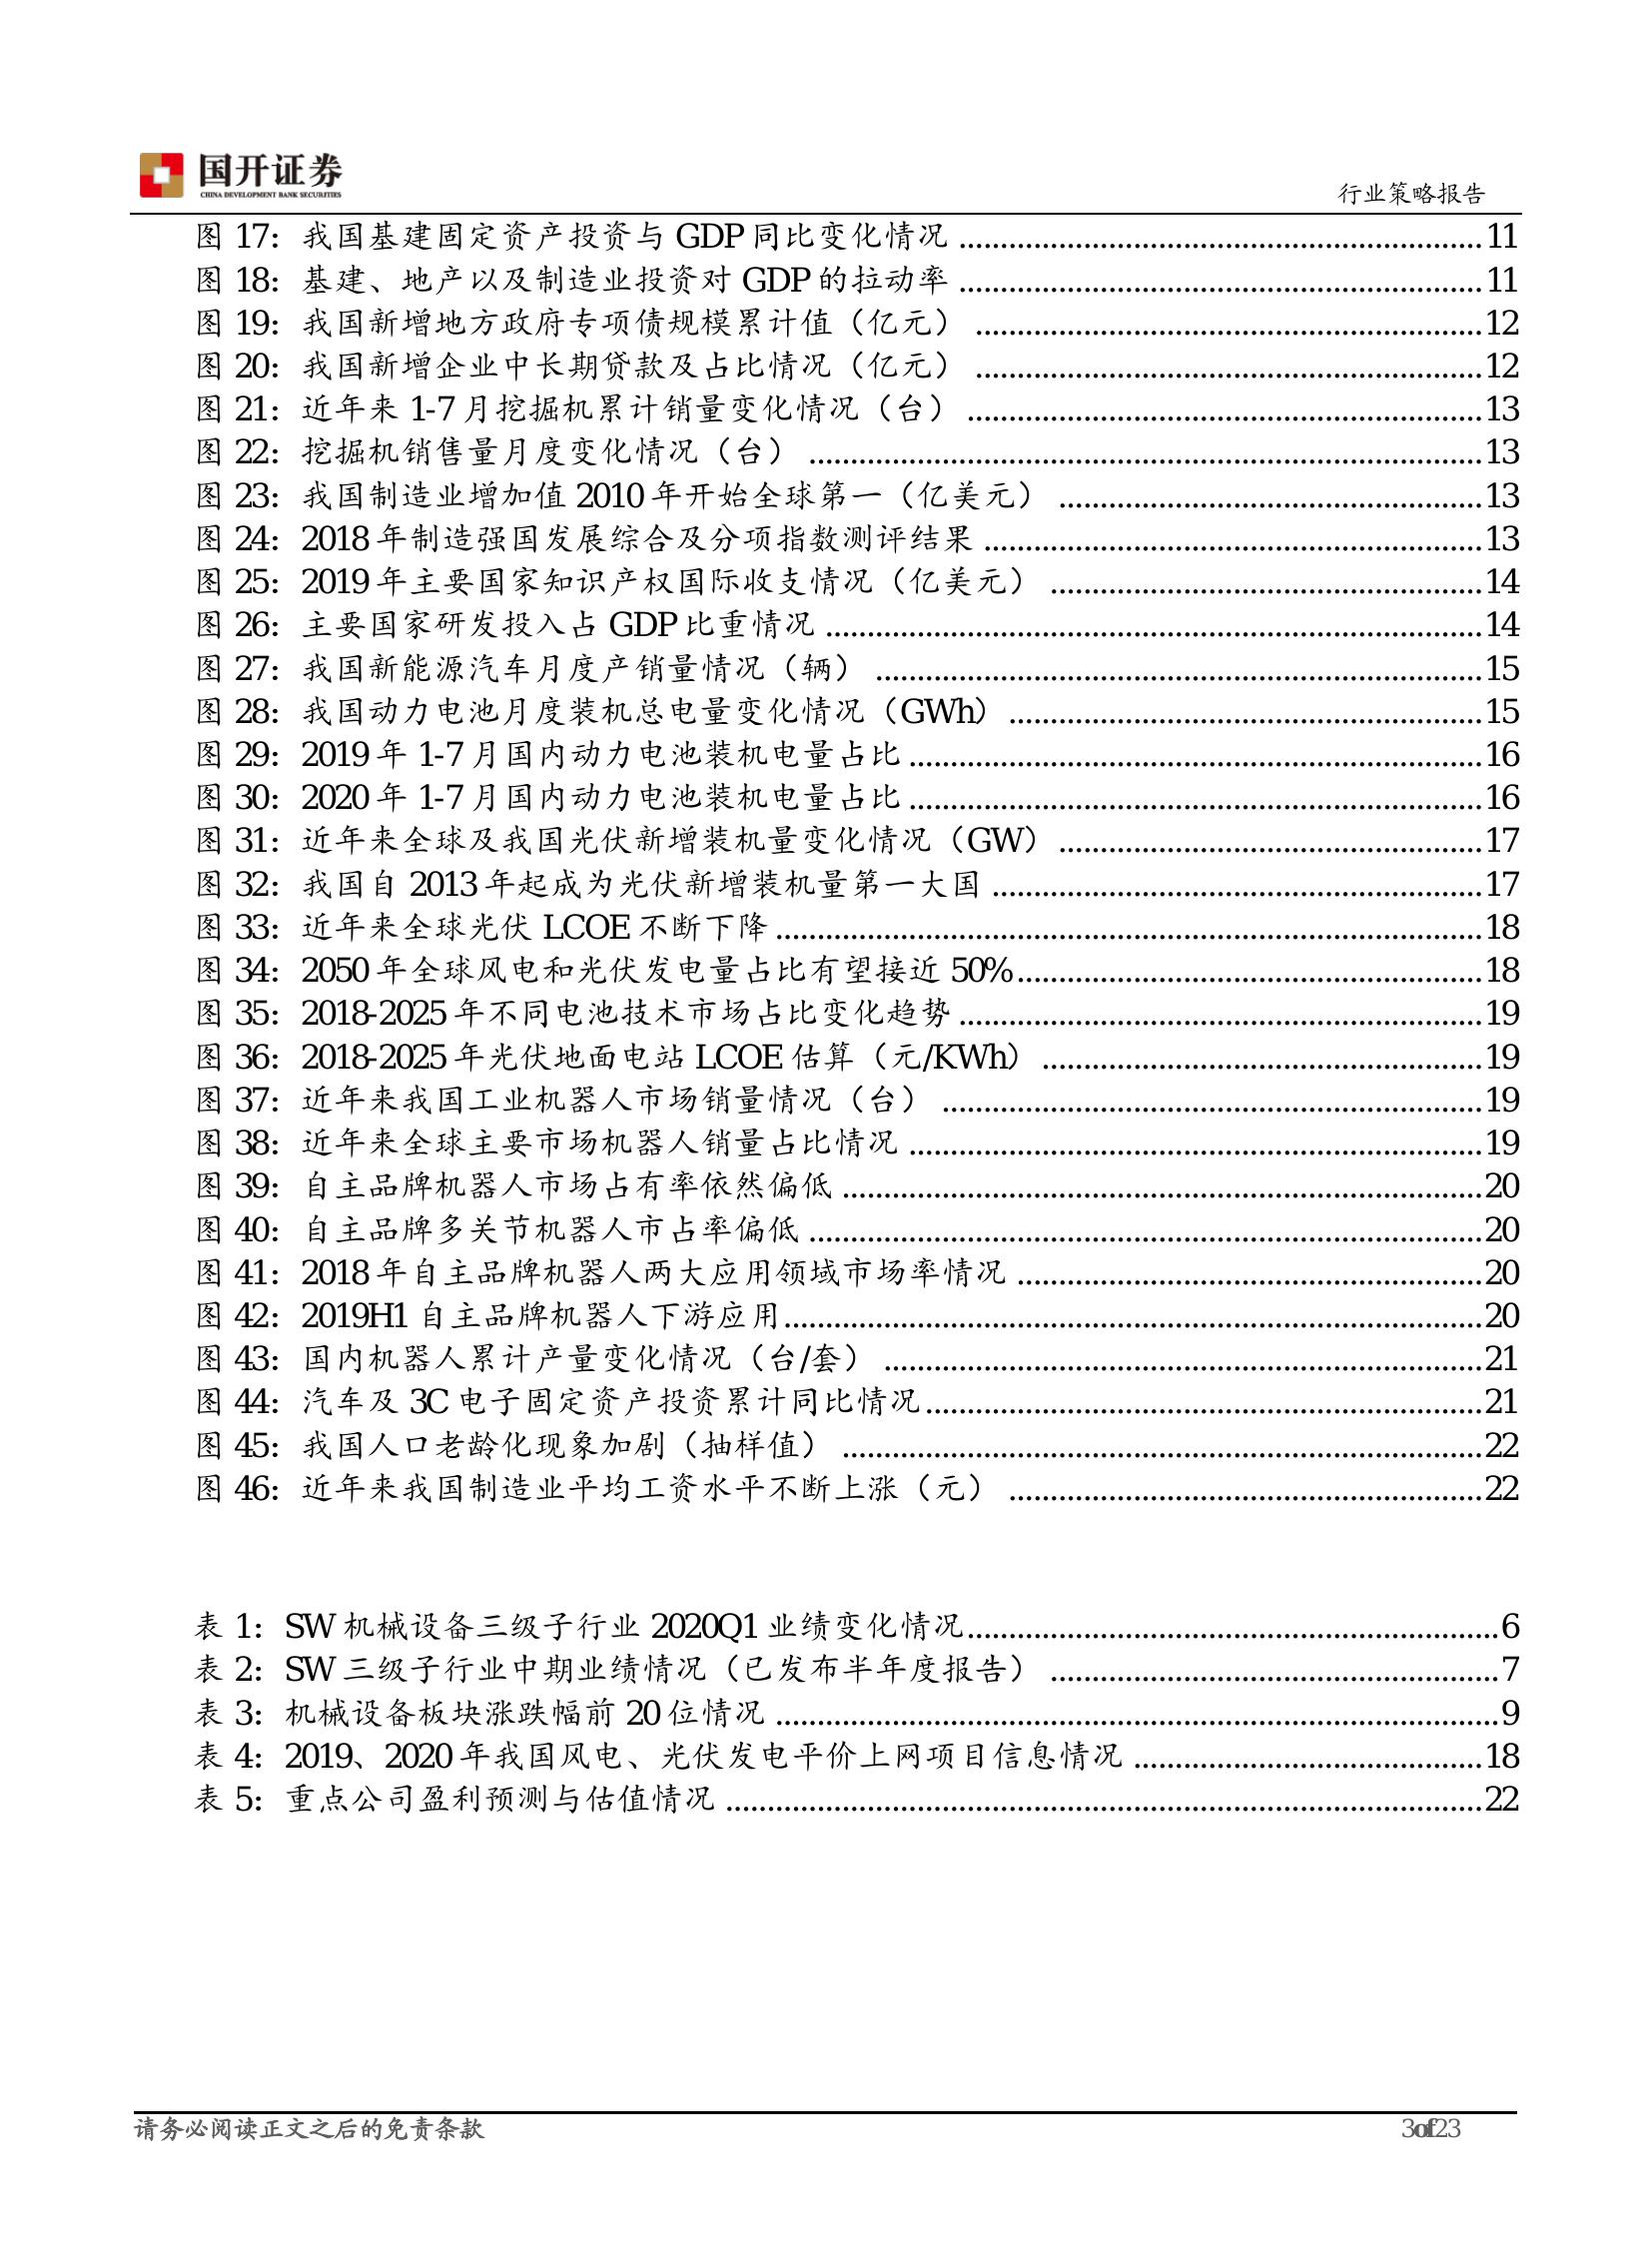 国开证券
CHINA DEVELOPMENT BANK SECURITIES
行业策略报告
图 17：我国基建固定资产投资与 GDP 同比变化情况 ................................................................ 11
图 18：基建、地产以及制造业投资对 GDP 的拉动率 ................................................................ 11
图 19：我国新增地方政府专项债规模累计值（亿元） .............................................................. 12
图 20：我国新增企业中长期贷款及占比情况（亿元） .............................................................. 12
图 21：近年来 1-7 月挖掘机累计销量变化情况（台） ............................................................... 13
图 22：挖掘机销售量月度变化情况（台） .................................................................................. 13
图 23：我国制造业增加值 2010 年开始全球第一（亿美元） .................................................... 13
图 24：2018 年制造强国发展综合及分项指数测评结果 ............................................................. 13
图 25：2019 年主要国家知识产权国际收支情况（亿美元） ..................................................... 14
图 26：主要国家研发投入占 GDP 比重情况 ................................................................................ 14
图 27：我国新能源汽车月度产销量情况（辆） .......................................................................... 15
图 28：我国动力电池月度装机总电量变化情况（GWh） .......................................................... 15
图 29：2019 年 1-7 月国内动力电池装机电量占比 ...................................................................... 16
图 30：2020 年 1-7 月国内动力电池装机电量占比 ...................................................................... 16
图 31：近年来全球及我国光伏新增装机量变化情况（GW） .................................................... 17
图 32：我国自 2013 年起成为光伏新增装机量第一大国 ............................................................ 17
图 33：近年来全球光伏 LCOE 不断下降 ...................................................................................... 18
图 34：2050 年全球风电和光伏发电量占比有望接近 50% ......................................................... 18
图 35：2018-2025 年不同电池技术市场占比变化趋势 ................................................................ 19
图 36：2018-2025 年光伏地面电站 LCOE 估算（元/KWh） ...................................................... 19
图 37：近年来我国工业机器人市场销量情况（台） .................................................................. 19
图 38：近年来全球主要市场机器人销量占比情况 ...................................................................... 19
图 39：自主品牌机器人市场占有率依然偏低 .............................................................................. 20
图 40：自主品牌多关节机器人市占率偏低 .................................................................................. 20
图 41：2018 年自主品牌机器人两大应用领域市场率情况 ......................................................... 20
图 42：2019H1 自主品牌机器人下游应用 ..................................................................................... 20
图 43：国内机器人累计产量变化情况（台/套） ......................................................................... 21
图 44：汽车及 3C 电子固定资产投资累计同比情况 .................................................................... 21
图 45：我国人口老龄化现象加剧（抽样值） .............................................................................. 22
图 46：近年来我国制造业平均工资水平不断上涨（元） .......................................................... 22
表 1：SW 机械设备三级子行业 2020Q1 业绩变化情况 ................................................................. 6
表 2：SW 三级子行业中期业绩情况（已发布半年度报告） ....................................................... 7
表 3：机械设备板块涨跌幅前 20 位情况 ........................................................................................ 9
表 4：2019、2020 年我国风电、光伏发电平价上网项目信息情况 ........................................... 18
表 5：重点公司盈利预测与估值情况 ............................................................................................ 22
请务必阅读正文之后的免责条款
3of23